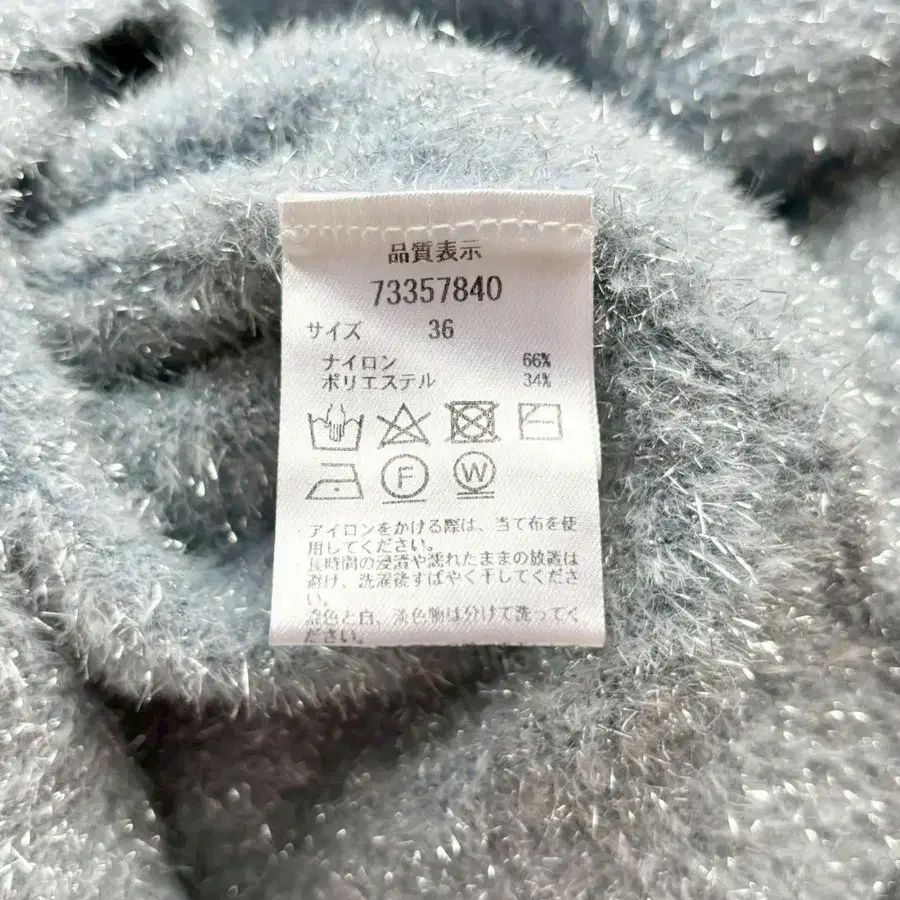 品質表示
73357840
サイズ 36
ナイロン 66%
ポリエステル 34%
F W
アイロンをかける際は、当て布を使
用してください。
長時間の浸漬や濡れたままの放置は
避け、洗濯後すばやく干してくださ
い。
濃色と白、淡色物は分けて洗ってく
ださい。